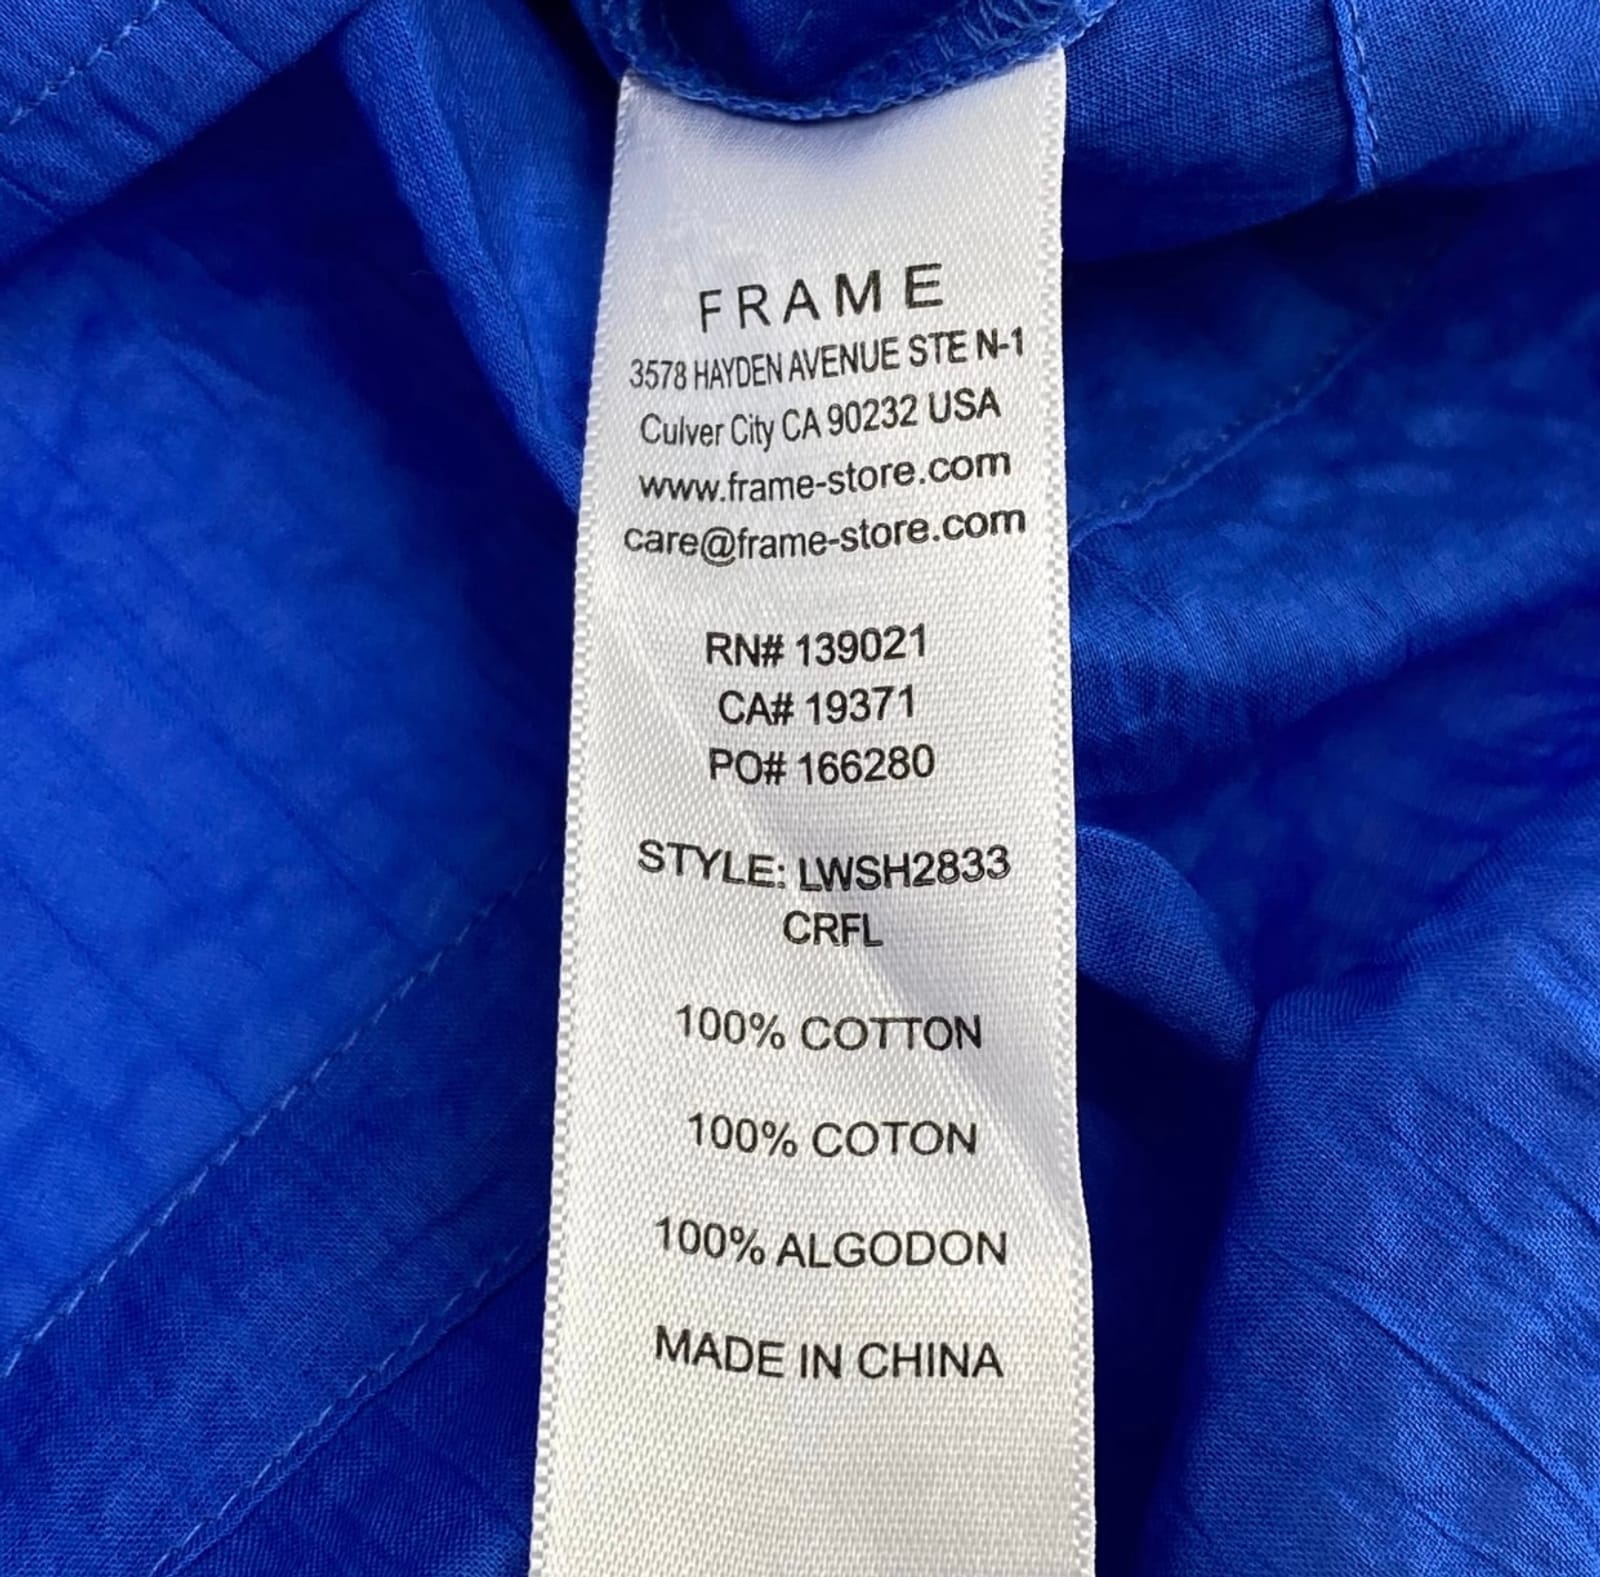 FRAME
3578 HAYDEN AVENUE STE N-1
Culver City CA 90232 USA
www.frame-store.com
care@frame-store.com
RN# 139021
CA# 19371
PO# 166280
STYLE: LWSH2833
CRFL
100% COTTON
100% COTON
100% ALGODON
MADE IN CHINA